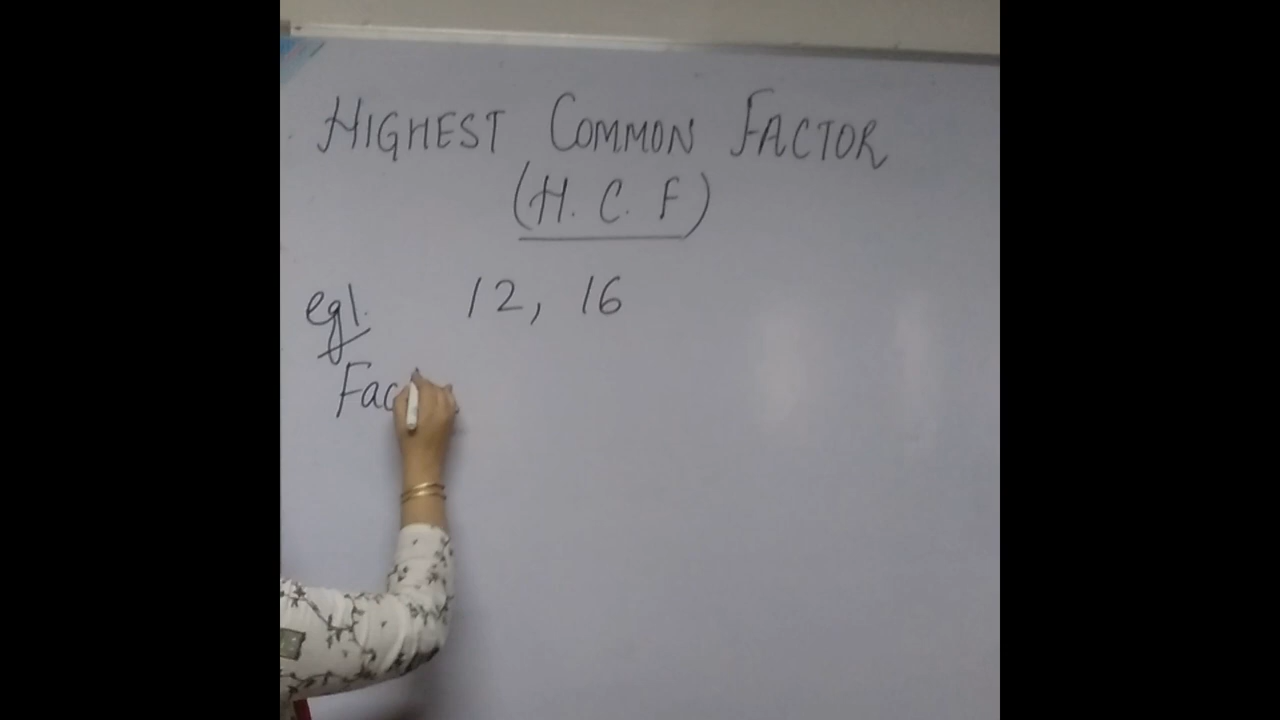 HIGHEST COMMON FACTOR
(H. C. F)
eg1. 12, 16
Fac